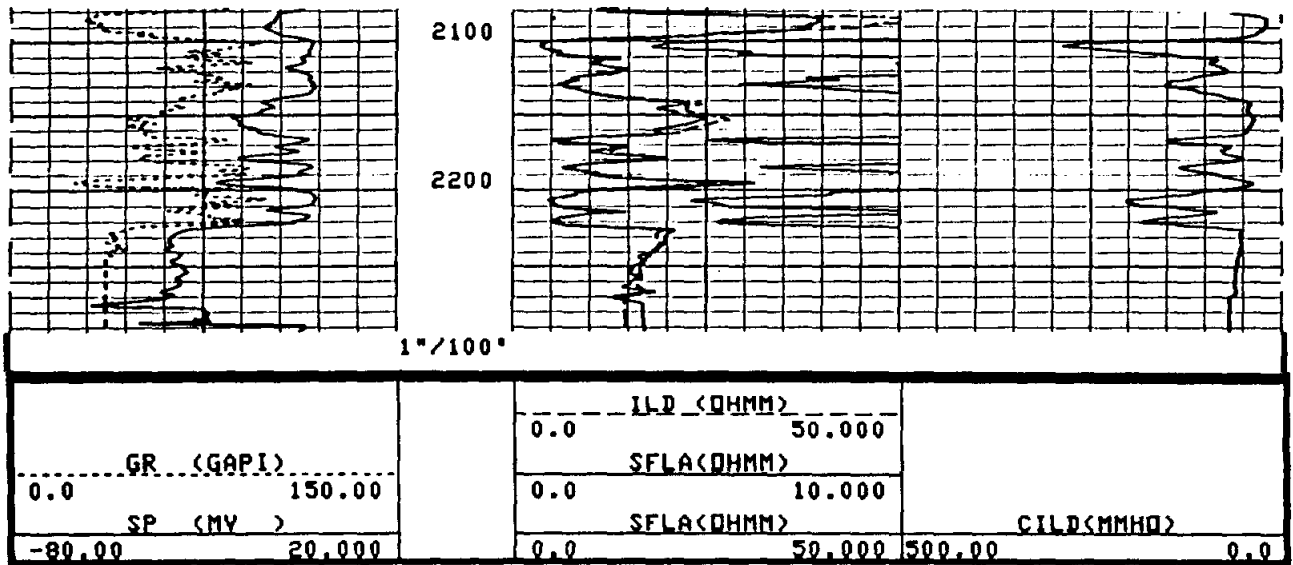 2100
2200
1"/100"
ILD (OHMM)
0.0 50.000
GR (GAPI)
SFLA(OHMM)
0.0 150.00
0.0 10.000
SP (MV )
SFLA(OHMM)
CILD(MMHO)
-80.00 20.000
0.0 50.000
500.00 0.0